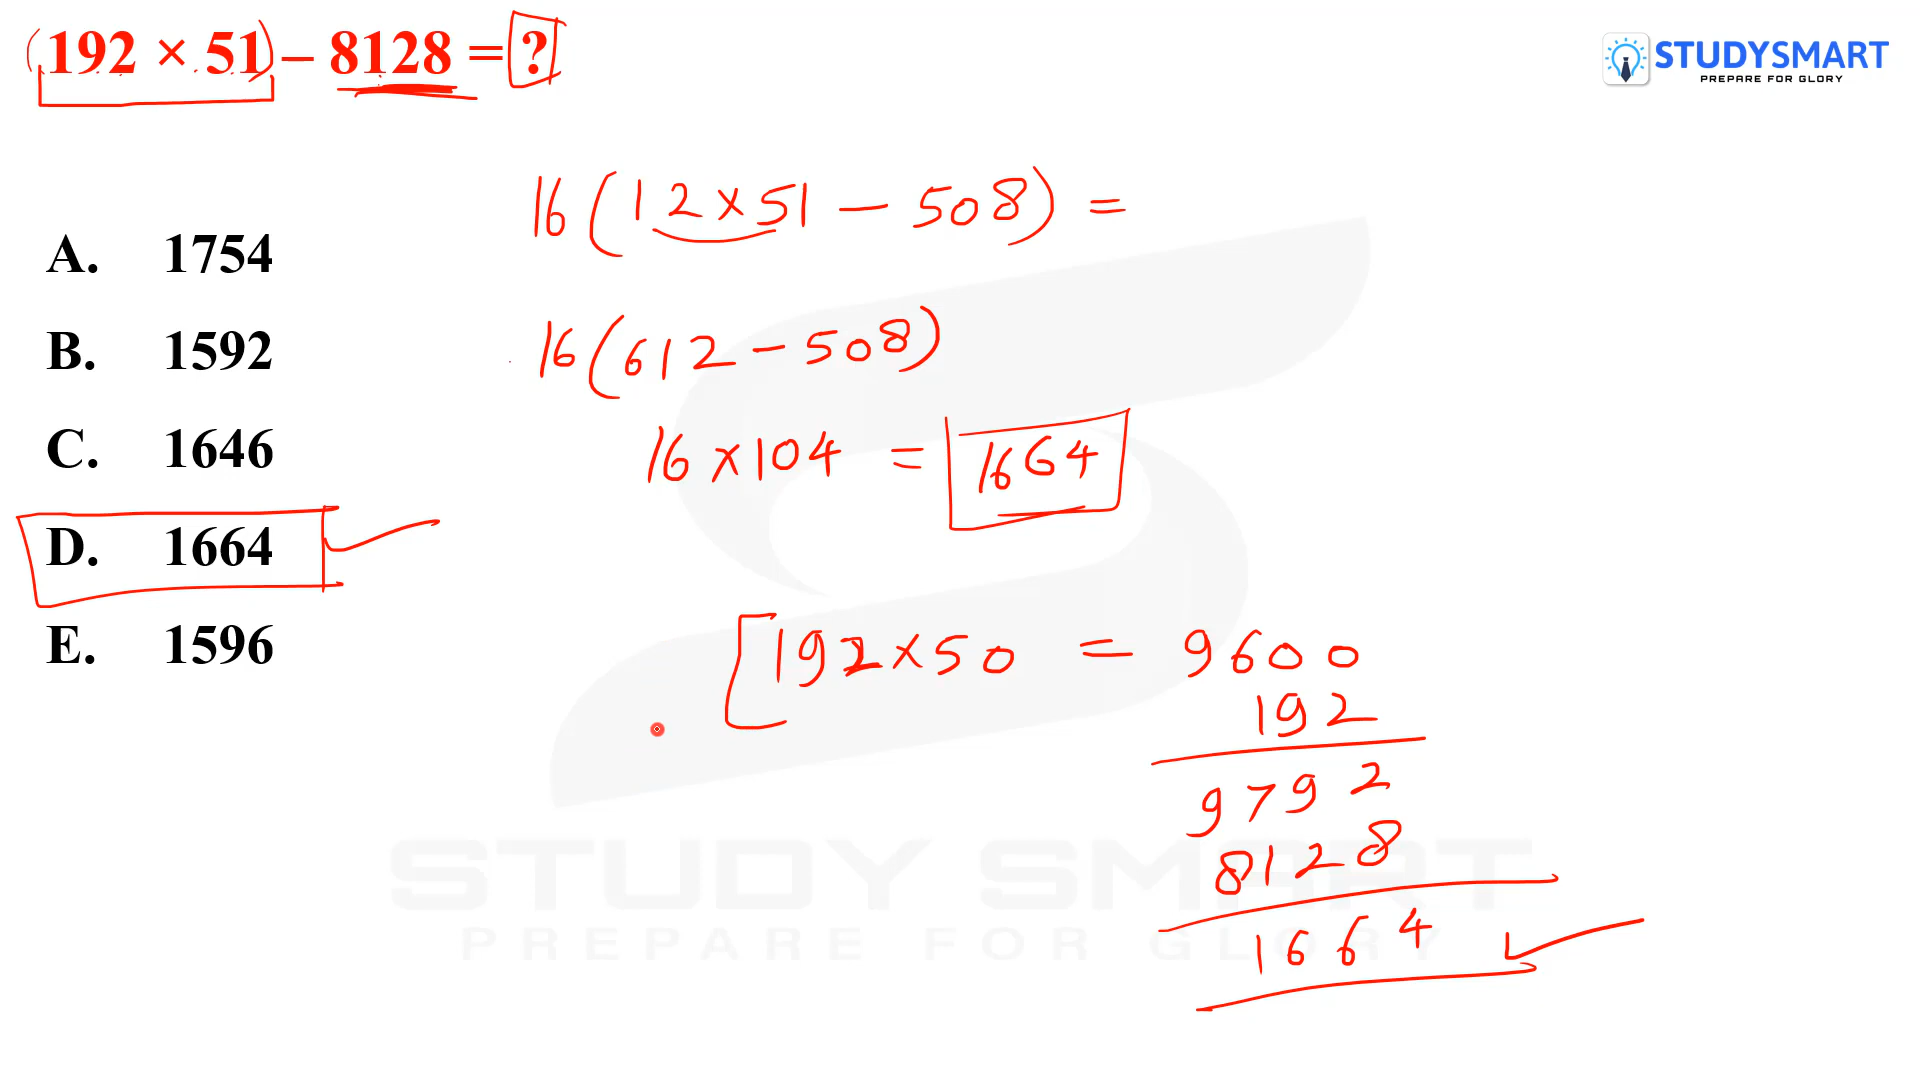 (192 × 51) – 8128 = ?
STUDYSMART
PREPARE FOR GLORY
16(12×51 – 508) =
A. 1754
16(612 – 508)
B. 1592
C. 1646
16 × 104 = 1664
D. 1664
E. 1596
[192×50 = 9600
192
9792
8128
1664
STUDY SMART
PREPARE FOR GLORY